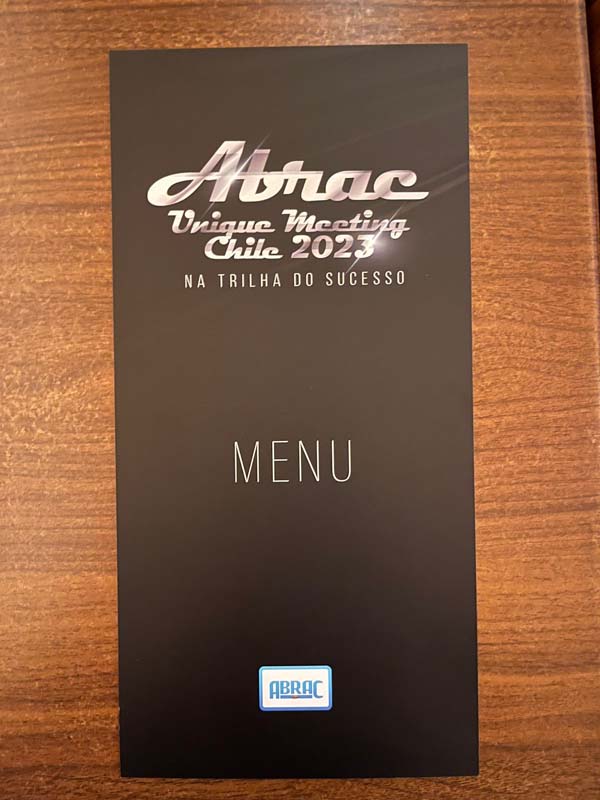 Abrac
Unique Meeting
Chile 2023
NA TRILHA DO SUCESSO
MENU
ABRAC